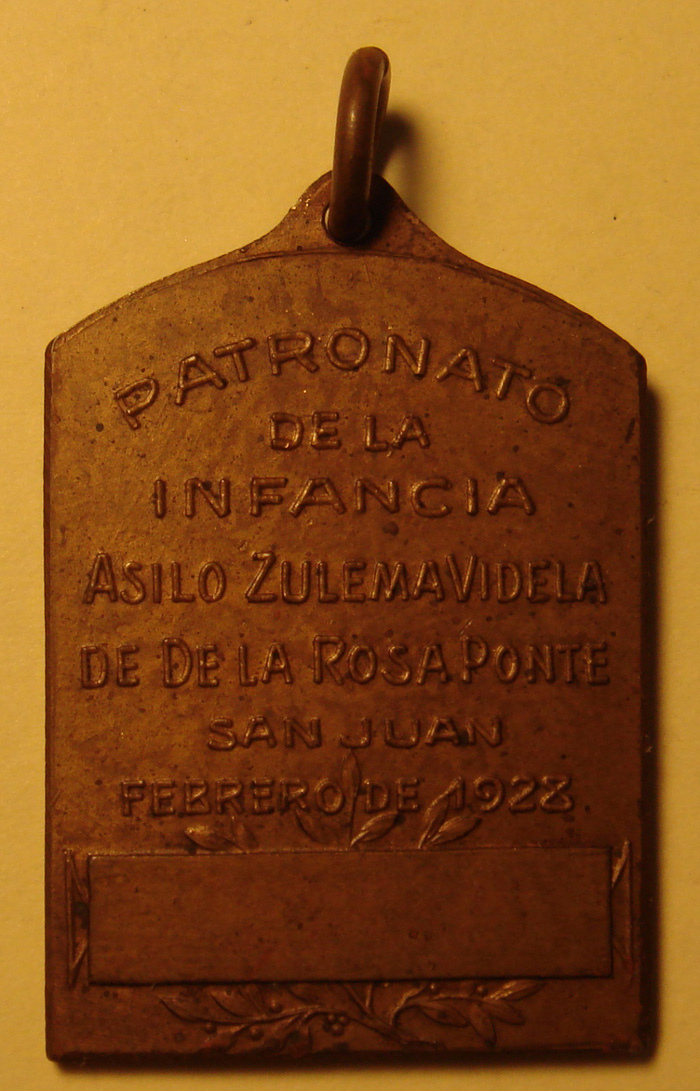 PATRONATO
DE LA
INFANCIA
ASILO ZULEMA VIDELA
DE DE LA ROSA PONTE
SAN JUAN
FEBRERO DE 1928